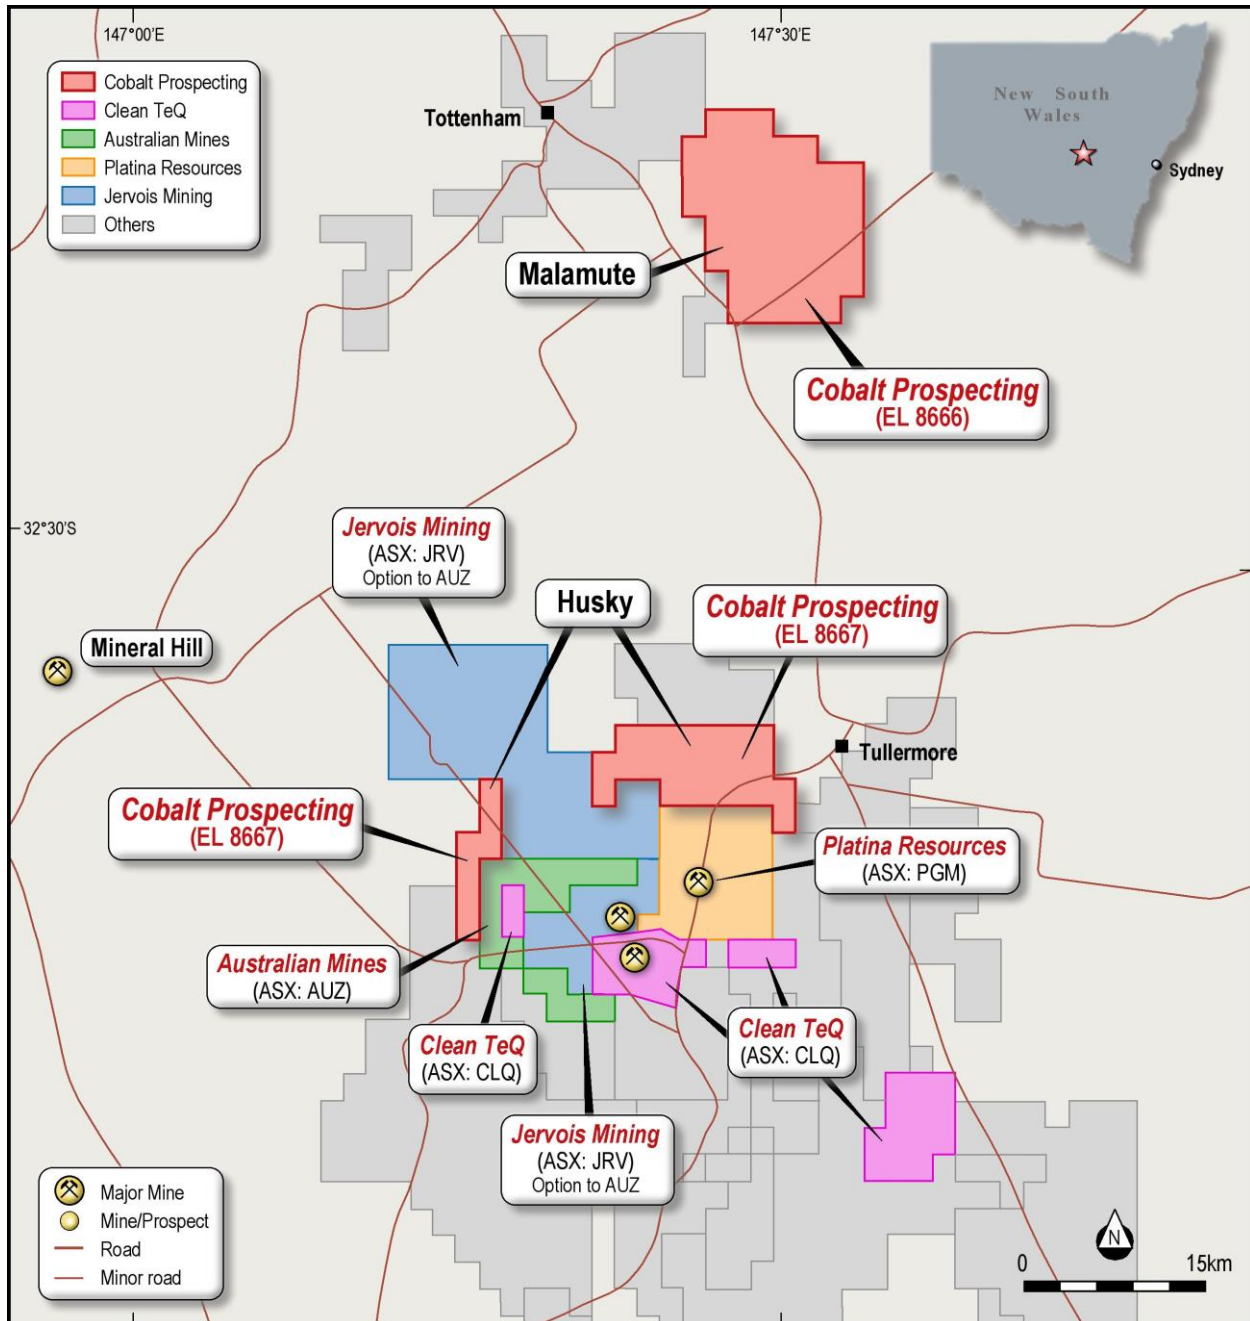 147°00'E
147°30'E
Cobalt Prospecting
Clean TeQ
Australian Mines
Platina Resources
Jervois Mining
Others
New South
Wales
Sydney
Tottenham
Malamute
Cobalt Prospecting
(EL 8666)
32°30'S
Jervois Mining
(ASX: JRV)
Option to AUZ
Husky
Cobalt Prospecting
(EL 8667)
Mineral Hill
Tullermore
Cobalt Prospecting
(EL 8667)
Platina Resources
(ASX: PGM)
Australian Mines
(ASX: AUZ)
Clean TeQ
(ASX: CLQ)
Clean TeQ
(ASX: CLQ)
Jervois Mining
(ASX: JRV)
Option to AUZ
Major Mine
Mine/Prospect
Road
Minor road
N
0 15km